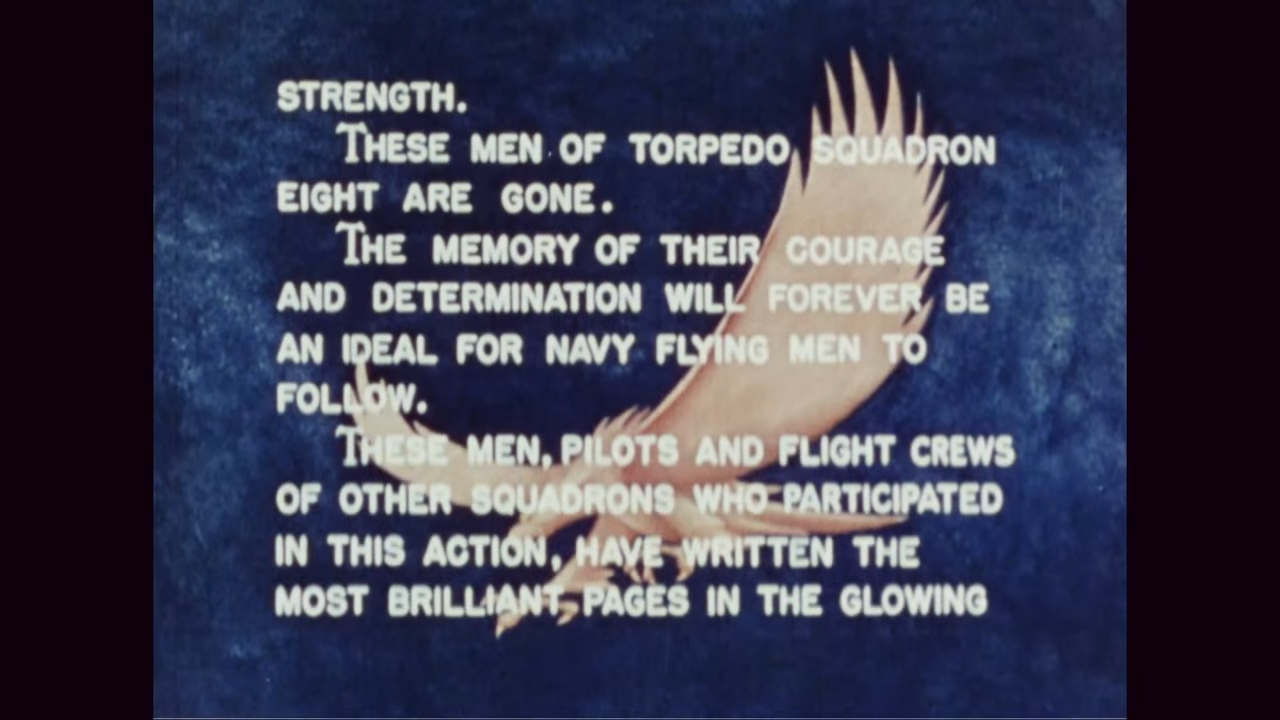 STRENGTH.
THESE MEN OF TORPEDO SQUADRON
EIGHT ARE GONE.
THE MEMORY OF THEIR COURAGE
AND DETERMINATION WILL FOREVER BE
AN IDEAL FOR NAVY FLYING MEN TO
FOLLOW.
THESE MEN, PILOTS AND FLIGHT CREWS
OF OTHER SQUADRONS WHO PARTICIPATED
IN THIS ACTION, HAVE WRITTEN THE
MOST BRILLIANT PAGES IN THE GLOWING